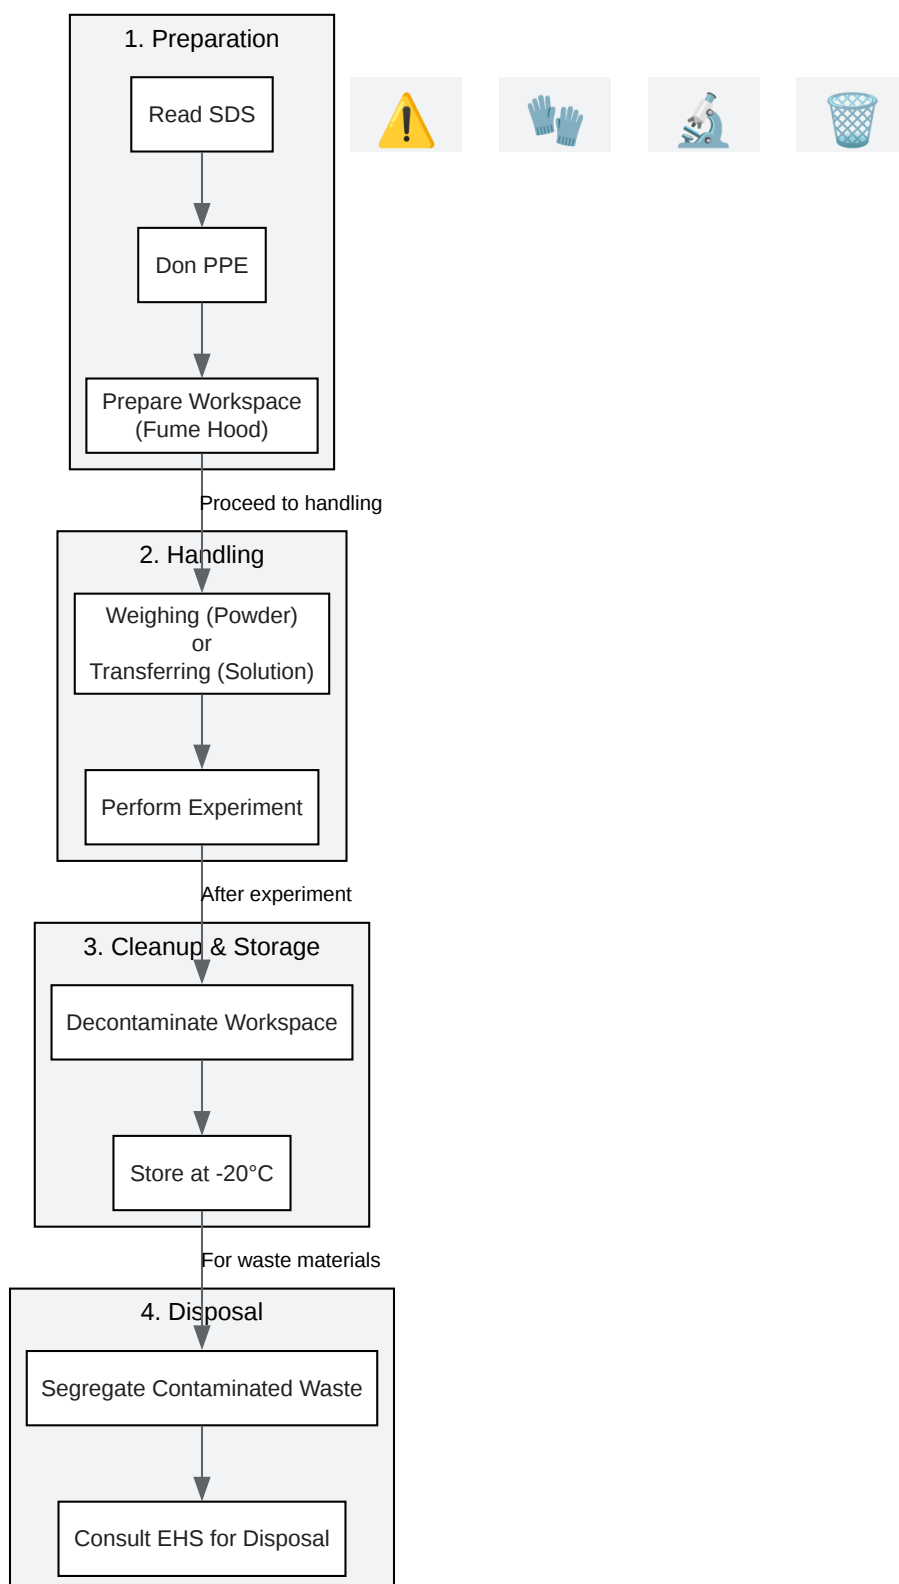 1. Preparation
Read SDS
Don PPE
Prepare Workspace
(Fume Hood)
Proceed to handling
2. Handling
Weighing (Powder)
or
Transferring (Solution)
Perform Experiment
After experiment
3. Cleanup & Storage
Decontaminate Workspace
Store at -20°C
For waste materials
4. Disposal
Segregate Contaminated Waste
Consult EHS for Disposal